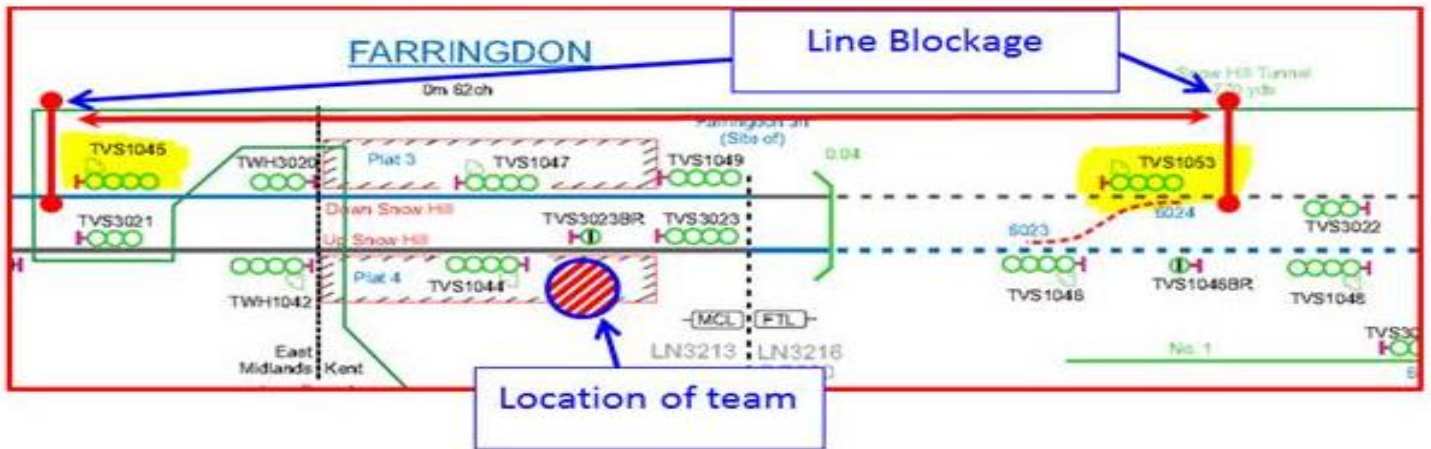 FARRINGDON
Line Blockage
0m 62ch
Snow Hill Tunnel
yds
Farringdon Jn
(Site of)
TVS1045
TWH3020
Plat 3
TVS1047
TVS1049
0.04
TVS1053
TVS3021
Down Snow Hill
TVS3023BR
TVS3023
6023
6024
TVS3022
Up Snow Hill
TWH1042
Plat 4
TVS1044
TVS1046
TVS1046BR
TVS1048
MCL
FTL
East
Midlands
Kent
LN3213
LN3216
No. 1
Location of team